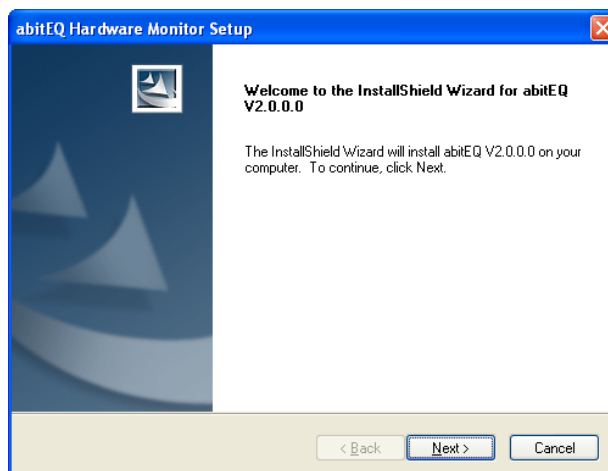 abitEQ Hardware Monitor Setup
Welcome to the InstallShield Wizard for abitEQ
V2.0.0.0
The InstallShield Wizard will install abitEQ V2.0.0.0 on your
computer. To continue, click Next.
< Back Next > Cancel